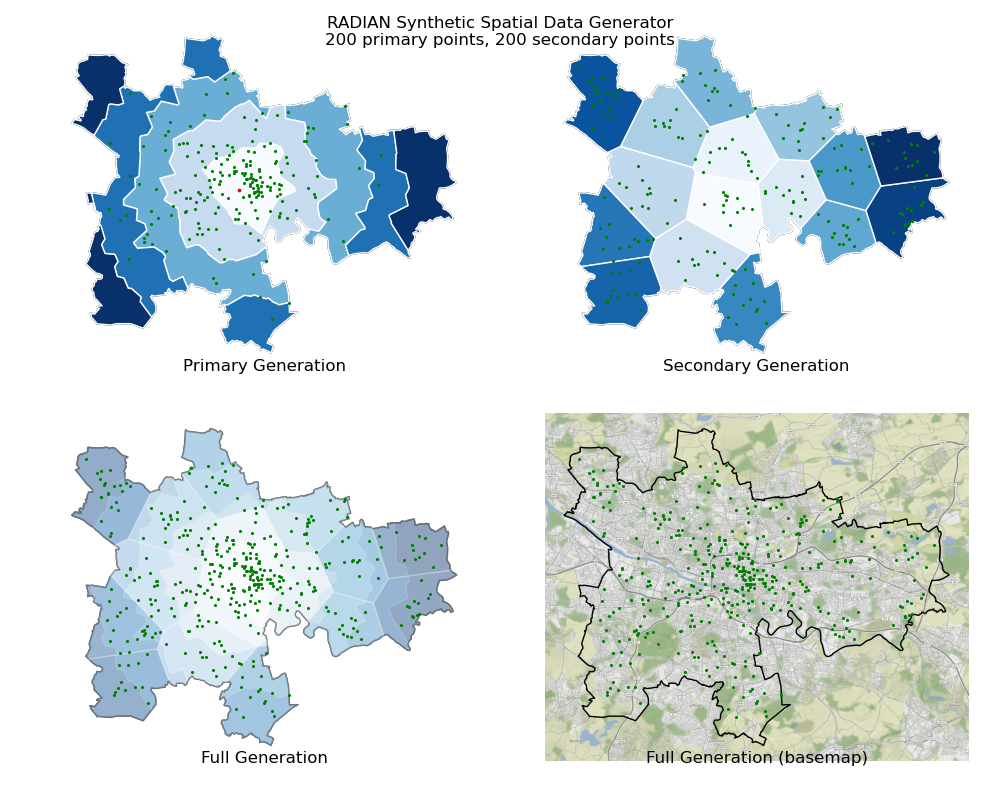 RADIAN Synthetic Spatial Data Generator
200 primary points, 200 secondary points
Primary Generation
Secondary Generation
Full Generation
Full Generation (basemap)